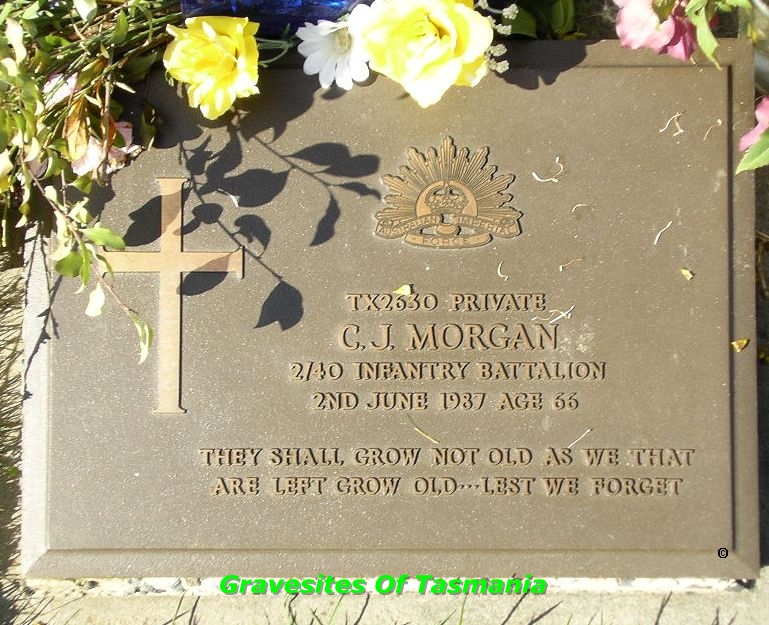 AUSTRALIAN IMPERIAL
FORCE
TX2630 PRIVATE
C. J. MORGAN
2/40 INFANTRY BATTALION
2ND JUNE 1987 AGE 66
THEY SHALL GROW NOT OLD AS WE THAT
ARE LEFT GROW OLD...LEST WE FORGET
©
Gravesites Of Tasmania